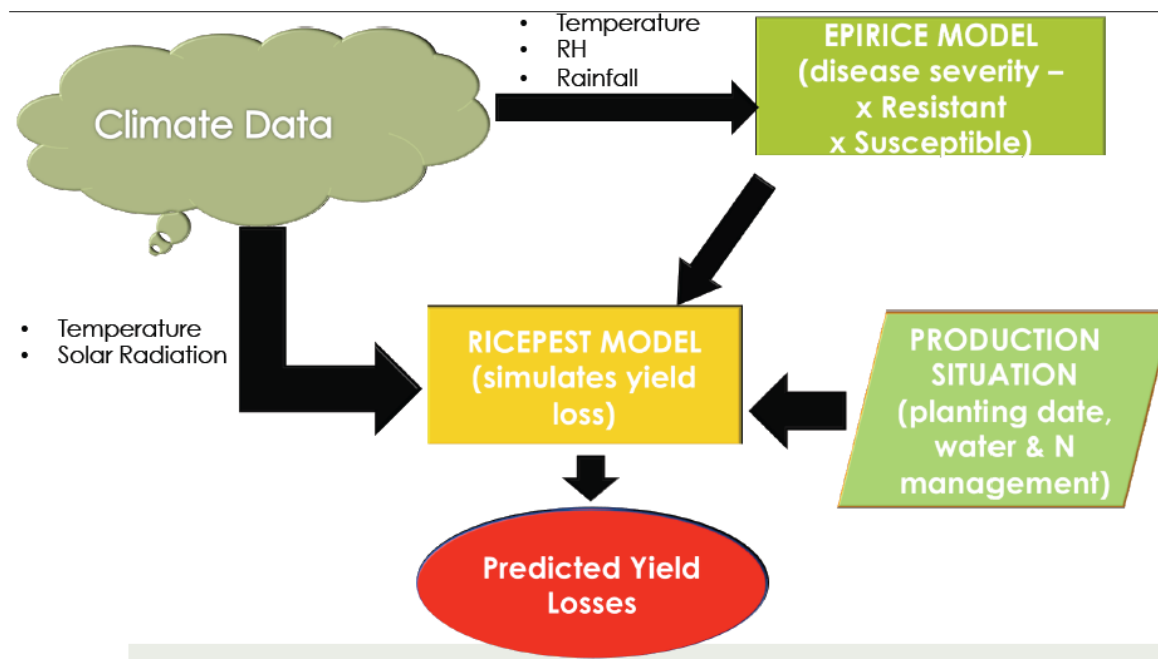 • Temperature
• RH
• Rainfall
EPIRICE MODEL
(disease severity –
x Resistant
x Susceptible)
Climate Data
• Temperature
• Solar Radiation
RICEPEST MODEL
(simulates yield
loss)
PRODUCTION
SITUATION
(planting date,
water & N
management)
Predicted Yield
Losses